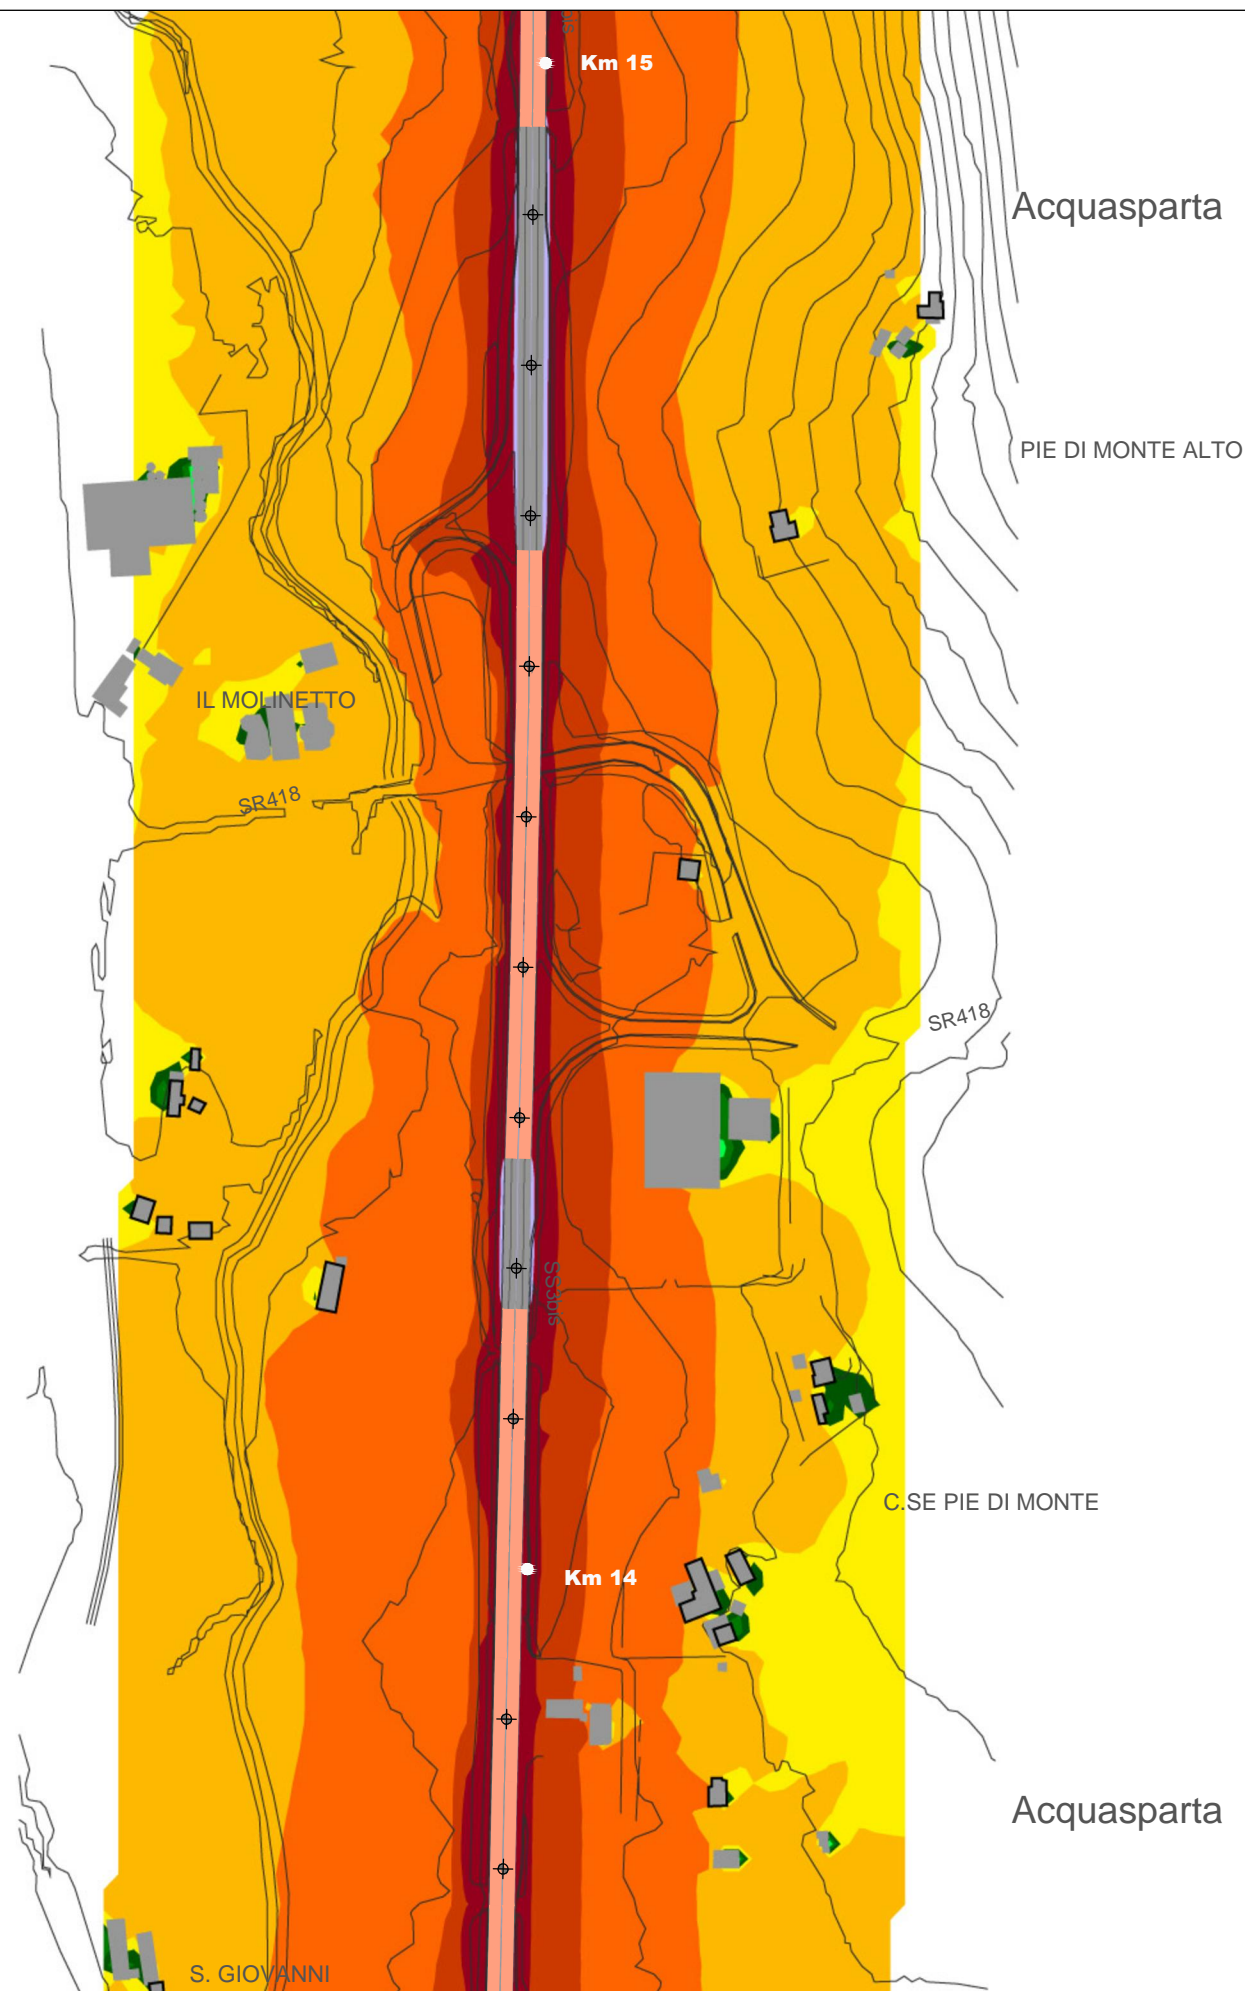 Km 15
Acquasparta
PIE DI MONTE ALTO
IL MOLINETTO
SR418
SR418
SS3bis
C.SE PIE DI MONTE
Km 14
Acquasparta
S. GIOVANNI